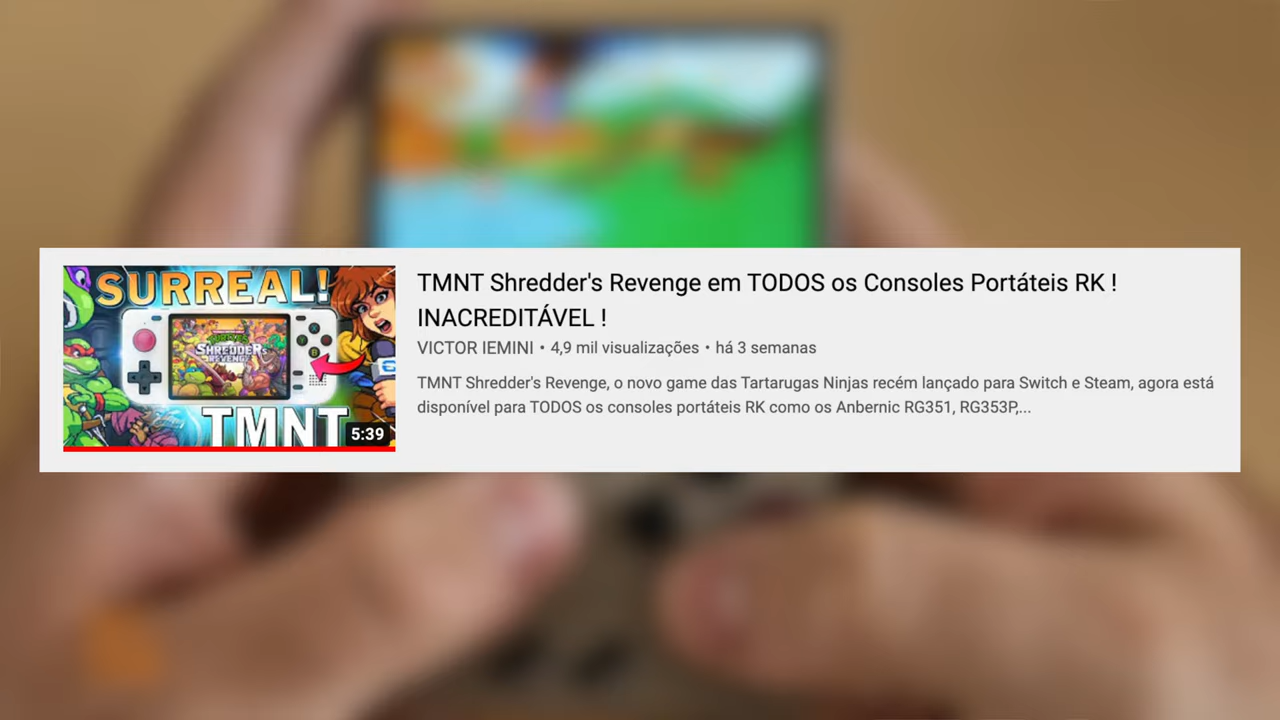 SURREAL!
TURTLES
SHREDDER'S
REVENGE
TMNT
5:39
TMNT Shredder's Revenge em TODOS os Consoles Portáteis RK !
INACREDITÁVEL !
VICTOR IEMINI • 4,9 mil visualizações • há 3 semanas
TMNT Shredder's Revenge, o novo game das Tartarugas Ninjas recém lançado para Switch e Steam, agora está
disponível para TODOS os consoles portáteis RK como os Anbernic RG351, RG353P,...